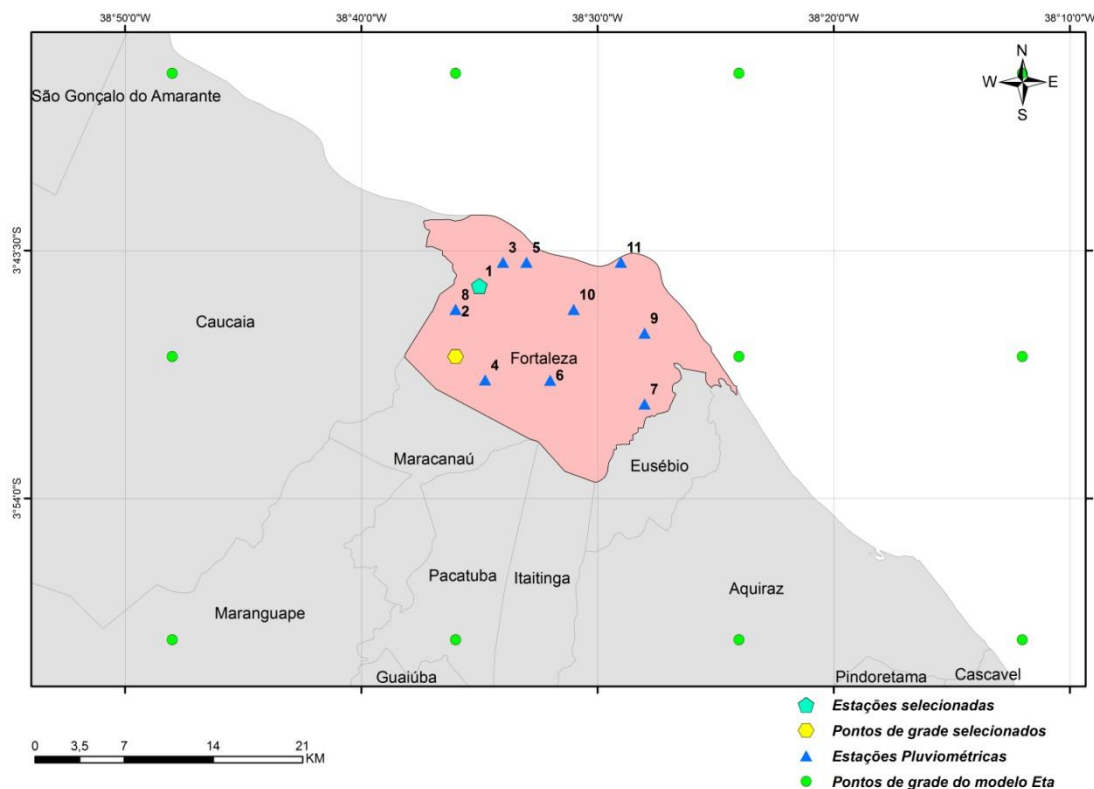 38°50'0"W 38°40'0"W 38°30'0"W 38°20'0"W 38°10'0"W
N
W E
S
São Gonçalo do Amarante
3°43'30"S
3 5 11
1
8 10
2
Caucaia
9
Fortaleza
4 6
7
Maracanaú
Eusébio
3°54'0"S
Pacatuba Itaitinga
Aquiraz
Maranguape
Guaiúba Pindoretama Cascavel
Estações selecionadas
Pontos de grade selecionados
0 3,5 7 14 21
KM
Estações Pluviométricas
Pontos de grade do modelo Eta